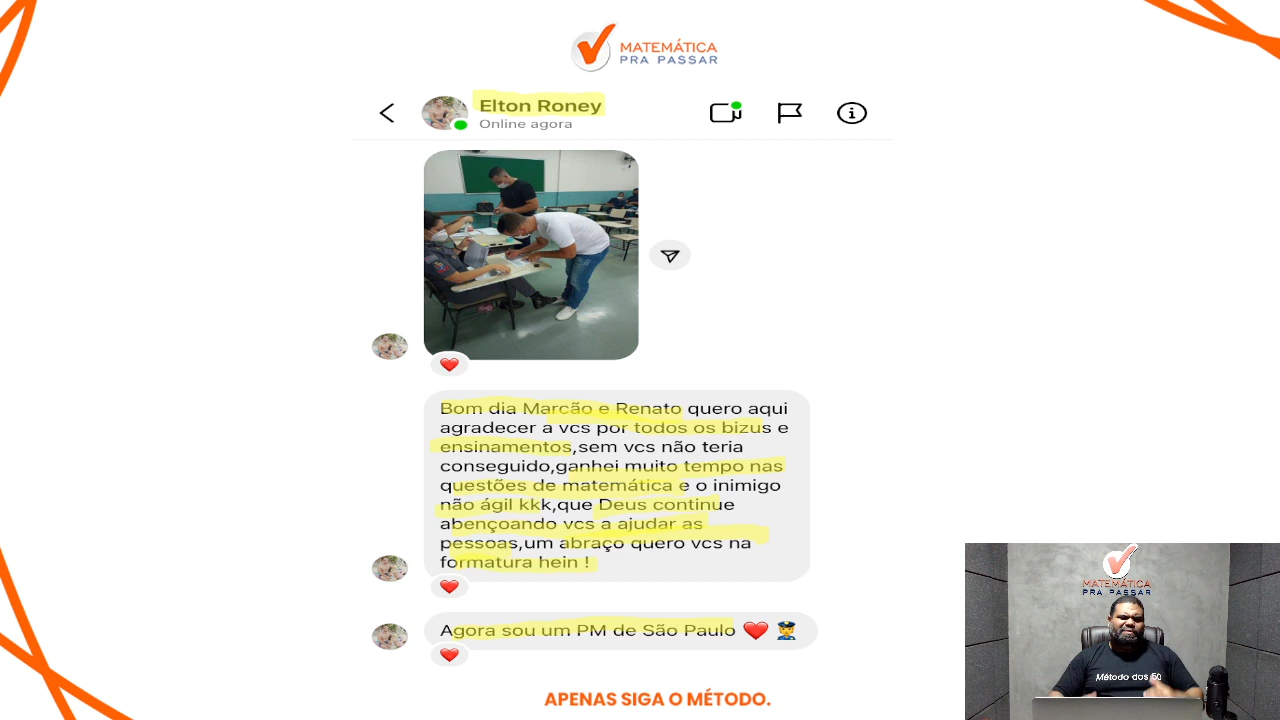 MATEMÁTICA
PRA PASSAR
Elton Roney
Online agora
Bom dia Marcão e Renato quero aqui
agradecer a vcs por todos os bizus e
ensinamentos,sem vcs não teria
conseguido,ganhei muito tempo nas
questões de matemática e o inimigo
não ágil kkk,que Deus continue
abençoando vcs a ajudar as
pessoas,um abraço quero vcs na
formatura hein !
Agora sou um PM de São Paulo ❤️ 👮
MATEMÁTICA
PRA PASSAR
Método dos 50
APENAS SIGA O MÉTODO.